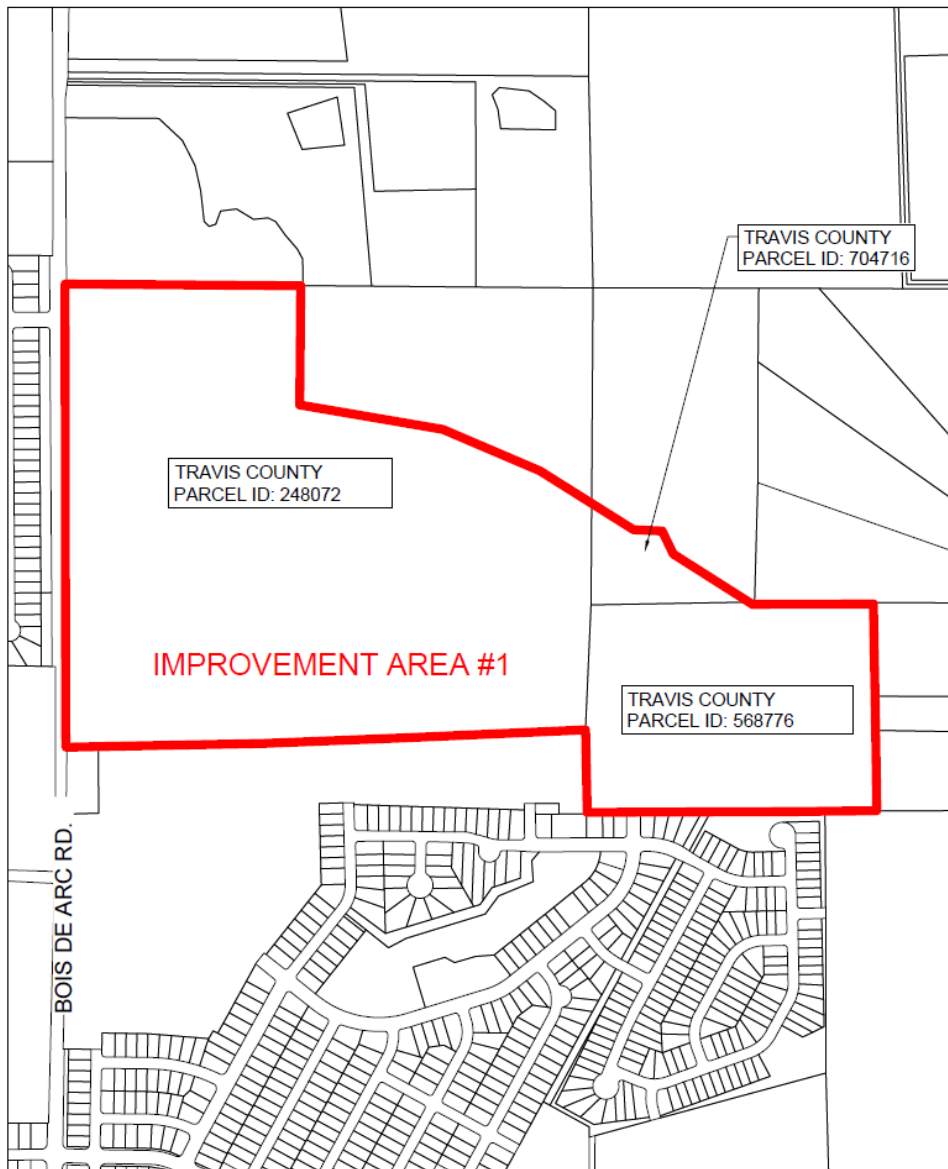 TRAVIS COUNTY
PARCEL ID: 704716
TRAVIS COUNTY
PARCEL ID: 248072
IMPROVEMENT AREA #1
TRAVIS COUNTY
PARCEL ID: 568776
BOIS DE ARC RD.